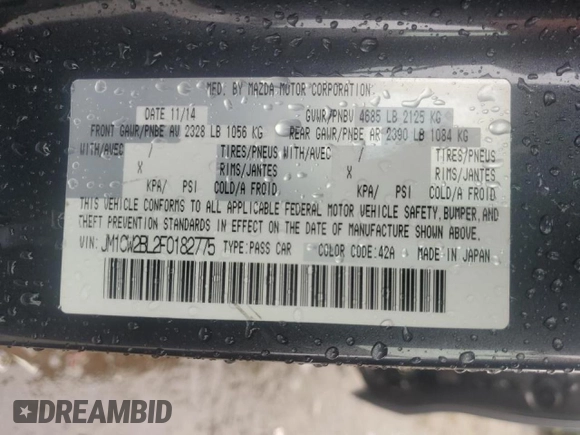 MFD. BY MAZDA MOTOR CORPORATION
DATE 11/14 GVWR/PNBV 4685 LB 2125 KG
FRONT GAWR/PNBE AV 2328 LB 1056 KG REAR GAWR/PNBE AR 2390 LB 1084 KG
WITH/AVEC / TIRES/PNEUS WITH/AVEC / TIRES/PNEUS
X RIMS/JANTES X RIMS/JANTES
KPA/ PSI COLD/A FROID KPA/ PSI COLD/A FROID
THIS VEHICLE CONFORMS TO ALL APPLICABLE FEDERAL MOTOR VEHICLE SAFETY, BUMPER, AND
THEFT PREVENTION STANDARDS IN EFFECT ON THE DATE OF MANUFACTURE SHOWN ABOVE.
VIN: JM1CW2BL2F0182775 TYPE: PASS CAR COLOR CODE: 42A MADE IN JAPAN
DREAMBID